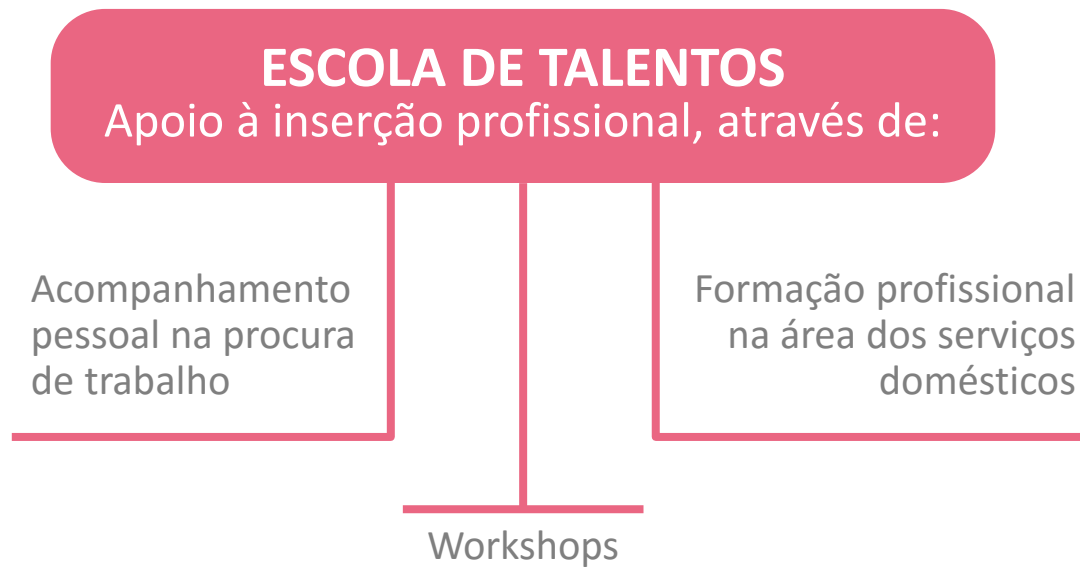 ESCOLA DE TALENTOS
Apoio à inserção profissional, através de:
Acompanhamento
pessoal na procura
de trabalho
Formação profissional
na área dos serviços
domésticos
Workshops